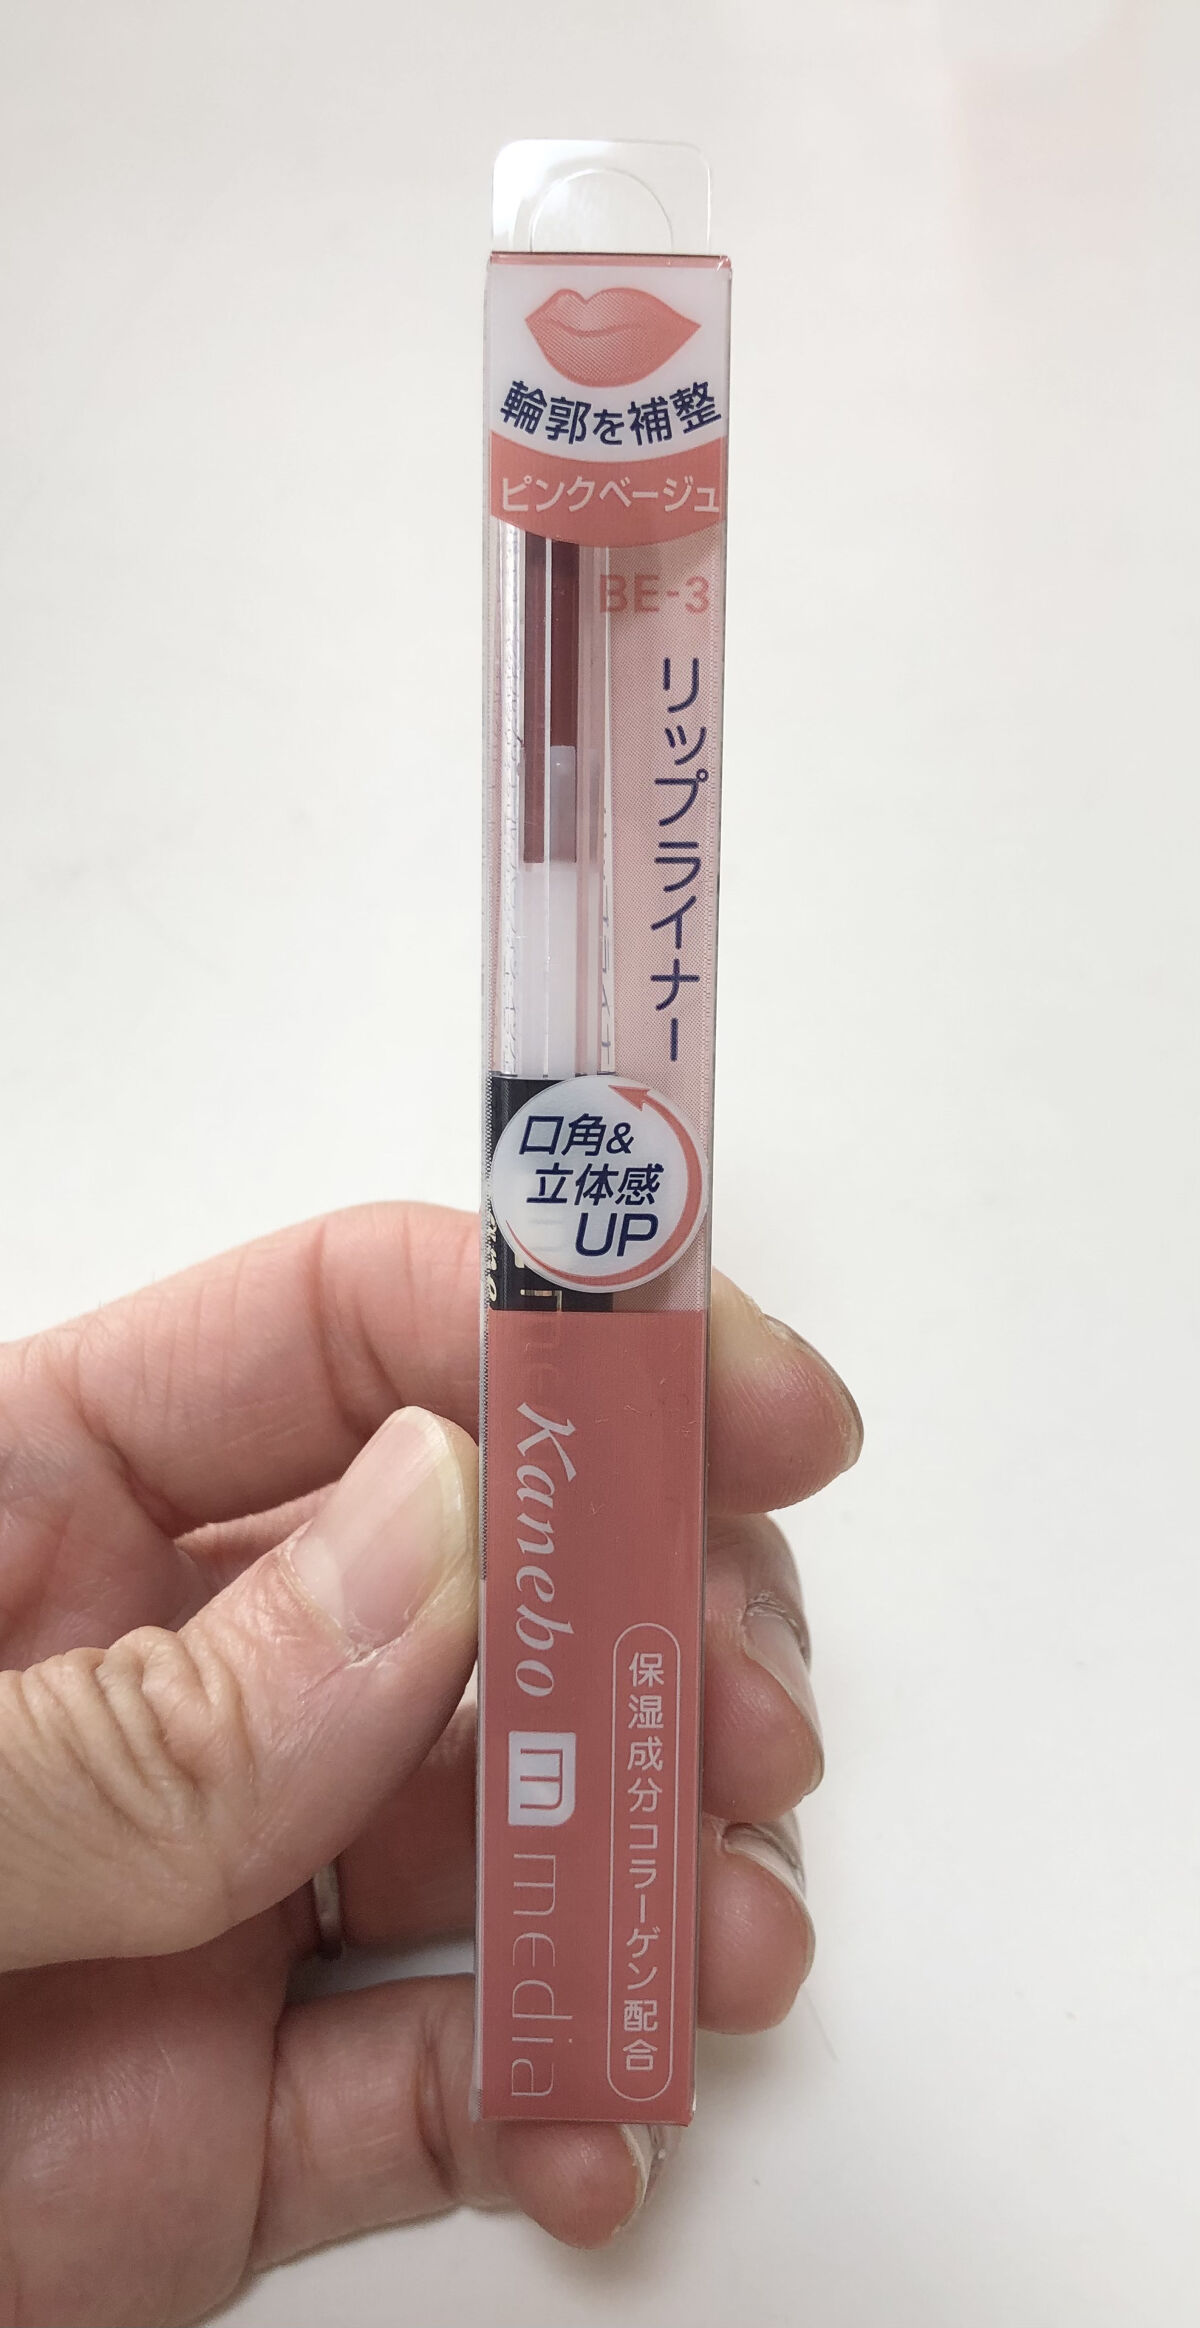 輪郭を補整
ピンクベージュ
BE-3
リップライナー
口角&
立体感
UP
Kanebo
media
保湿成分コラーゲン配合